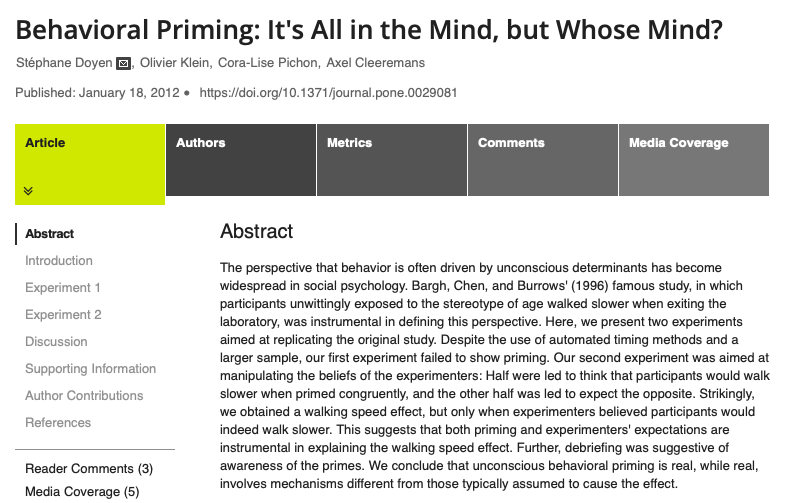 Behavioral Priming: It's All in the Mind, but Whose Mind?
Stéphane Doyen , Olivier Klein, Cora-Lise Pichon, Axel Cleeremans
Published: January 18, 2012 • https://doi.org/10.1371/journal.pone.0029081
Article
Authors
Metrics
Comments
Media Coverage
Abstract
Introduction
Experiment 1
Experiment 2
Discussion
Supporting Information
Author Contributions
References
Reader Comments (3)
Media Coverage (5)
Abstract
The perspective that behavior is often driven by unconscious determinants has become
widespread in social psychology. Bargh, Chen, and Burrows' (1996) famous study, in which
participants unwittingly exposed to the stereotype of age walked slower when exiting the
laboratory, was instrumental in defining this perspective. Here, we present two experiments
aimed at replicating the original study. Despite the use of automated timing methods and a
larger sample, our first experiment failed to show priming. Our second experiment was aimed at
manipulating the beliefs of the experimenters: Half were led to think that participants would walk
slower when primed congruently, and the other half was led to expect the opposite. Strikingly,
we obtained a walking speed effect, but only when experimenters believed participants would
indeed walk slower. This suggests that both priming and experimenters' expectations are
instrumental in explaining the walking speed effect. Further, debriefing was suggestive of
awareness of the primes. We conclude that unconscious behavioral priming is real, while real,
involves mechanisms different from those typically assumed to cause the effect.